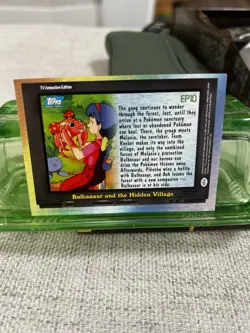 TV Animation Edition
Topps
EP10
The gang continues to wander
through the forest, lost, until they
arrive at a Pokémon sanctuary
where lost or abandoned Pokémon
can heal. There, the group meets
Melanie, the caretaker. Team
Rocket makes its way into the
village, and only the combined
forces of Melanie's protective
Bulbasaur and our heroes can
drive the Pokémon thieves away.
Afterwards, Pikachu wins a battle
with Bulbasaur, and Ash leaves the
forest with a new companion —
Bulbasaur is at his side.
Bulbasaur and the Hidden Village